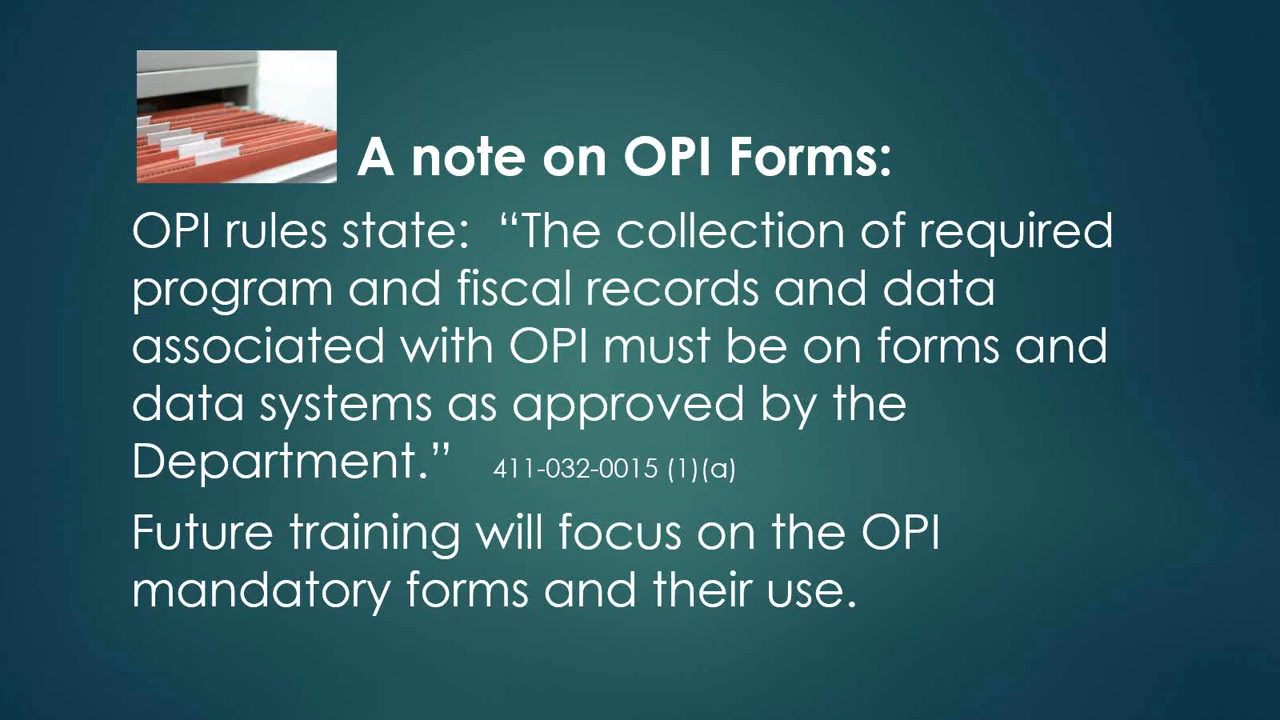 A note on OPI Forms:
OPI rules state:  “The collection of required
program and fiscal records and data
associated with OPI must be on forms and
data systems as approved by the
Department.”   411-032-0015 (1)(a)
Future training will focus on the OPI
mandatory forms and their use.